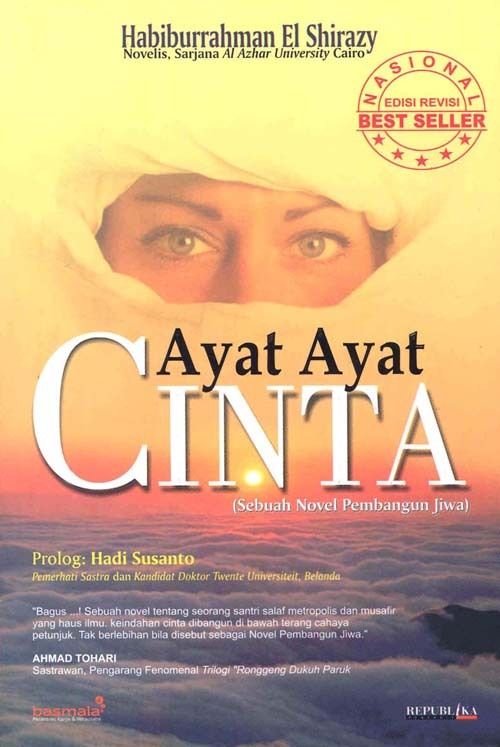 Habiburrahman El Shirazy
Novelis, Sarjana Al Azhar University Cairo
NASIONAL
EDISI REVISI
BEST SELLER
Ayat Ayat
CINTA
(Sebuah Novel Pembangun Jiwa)
Prolog: Hadi Susanto
Pemerhati Sastra dan Kandidat Doktor Twente Universiteit, Belanda
"Bagus ...! Sebuah novel tentang seorang santri salaf metropolis dan musafir
yang haus ilmu. keindahan cinta dibangun di bawah terang cahaya
petunjuk. Tak berlebihan bila disebut sebagai Novel Pembangun Jiwa."
AHMAD TOHARI
Sastrawan, Pengarang Fenomenal Trilogi "Ronggeng Dukuh Paruk
basmala
REPUBLIKA
PENERBIT